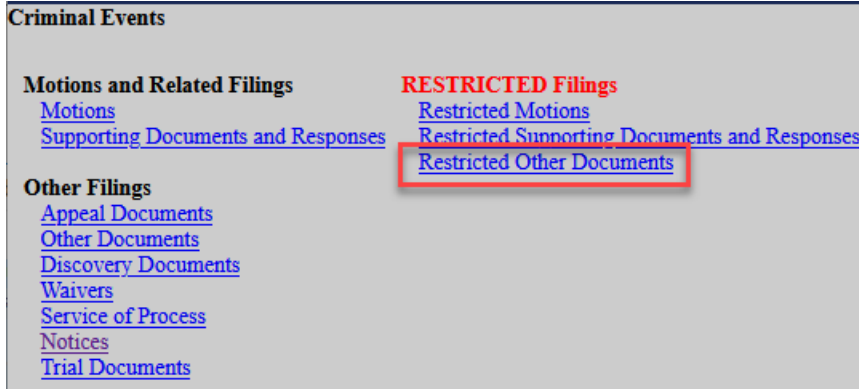 Criminal Events
Motions and Related Filings
Motions
Supporting Documents and Responses
RESTRICTED Filings
Restricted Motions
Restricted Supporting Documents and Responses
Restricted Other Documents
Other Filings
Appeal Documents
Other Documents
Discovery Documents
Waivers
Service of Process
Notices
Trial Documents